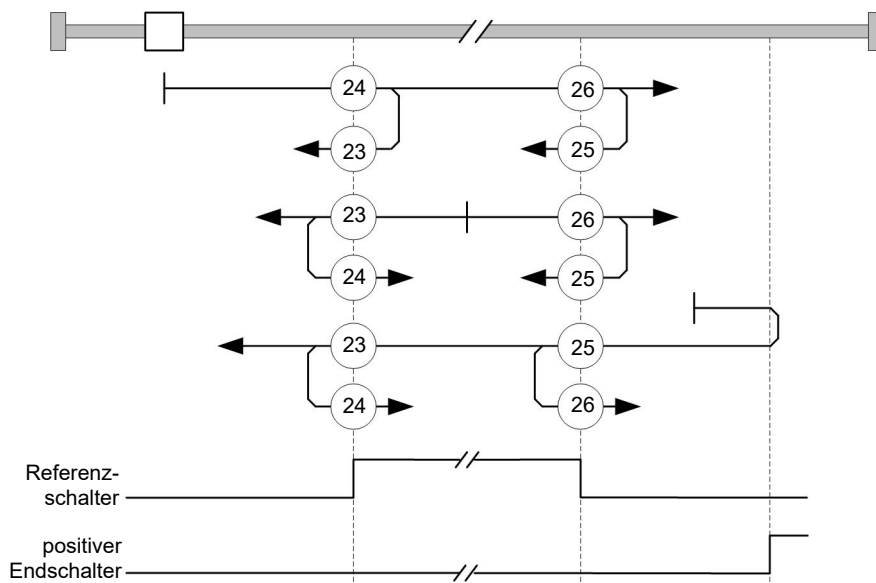 24 26
23 25
23 26
24 25
23 25
24 26
Referenz-
schalter
positiver
Endschalter